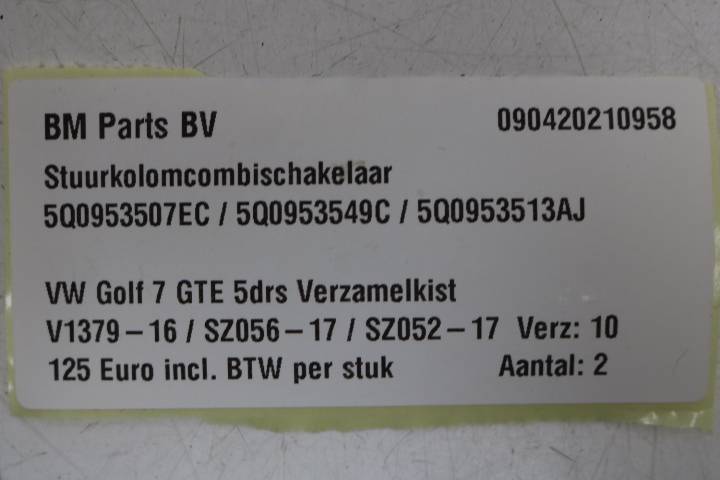 BM Parts BV 090420210958
Stuurkolomcombischakelaar
5Q0953507EC / 5Q0953549C / 5Q0953513AJ
VW Golf 7 GTE 5drs Verzamelkist
V1379-16 / SZ056-17 / SZ052-17 Verz: 10
125 Euro incl. BTW per stuk Aantal: 2